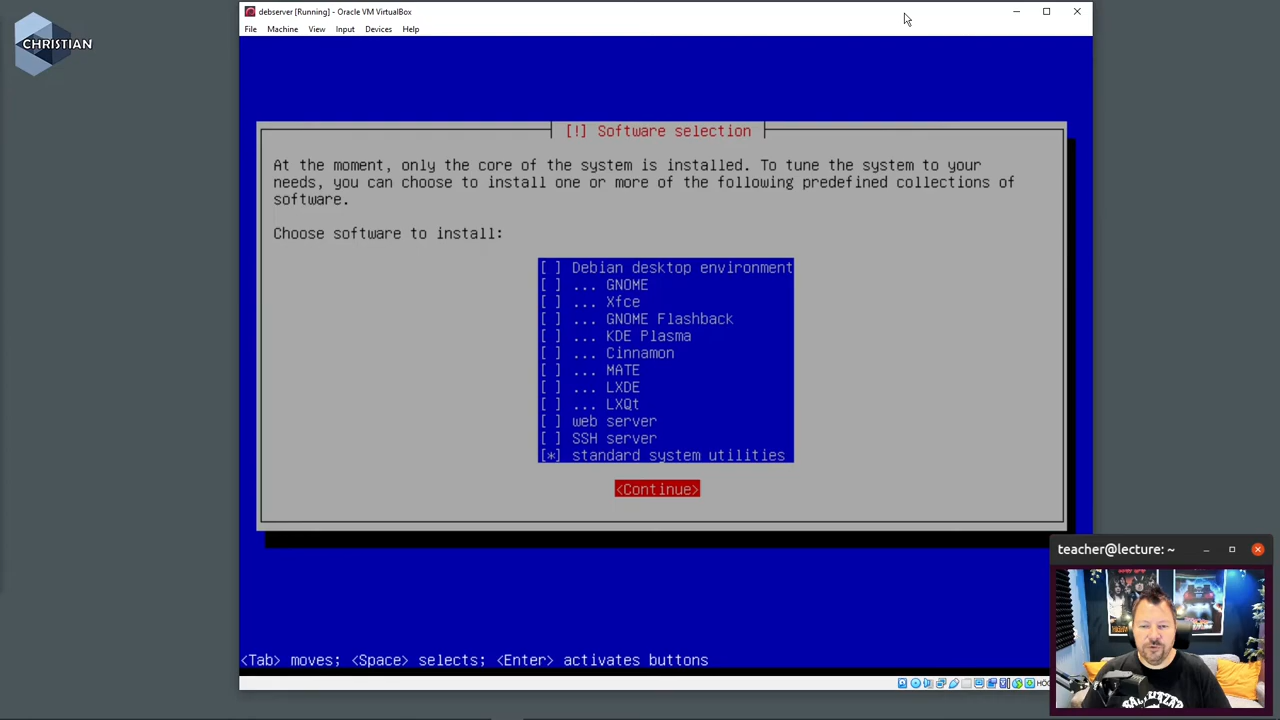 CHRISTIAN
debserver [Running] - Oracle VM VirtualBox
File Machine View Input Devices Help
[!] Software selection
At the moment, only the core of the system is installed. To tune the system to your
needs, you can choose to install one or more of the following predefined collections of
software.
Choose software to install:
[ ] Debian desktop environment
[ ] ... GNOME
[ ] ... Xfce
[ ] ... GNOME Flashback
[ ] ... KDE Plasma
[ ] ... Cinnamon
[ ] ... MATE
[ ] ... LXDE
[ ] ... LXQt
[ ] web server
[ ] SSH server
[*] standard system utilities
<Continue>
teacher@lecture: ~
<Tab> moves; <Space> selects; <Enter> activates buttons